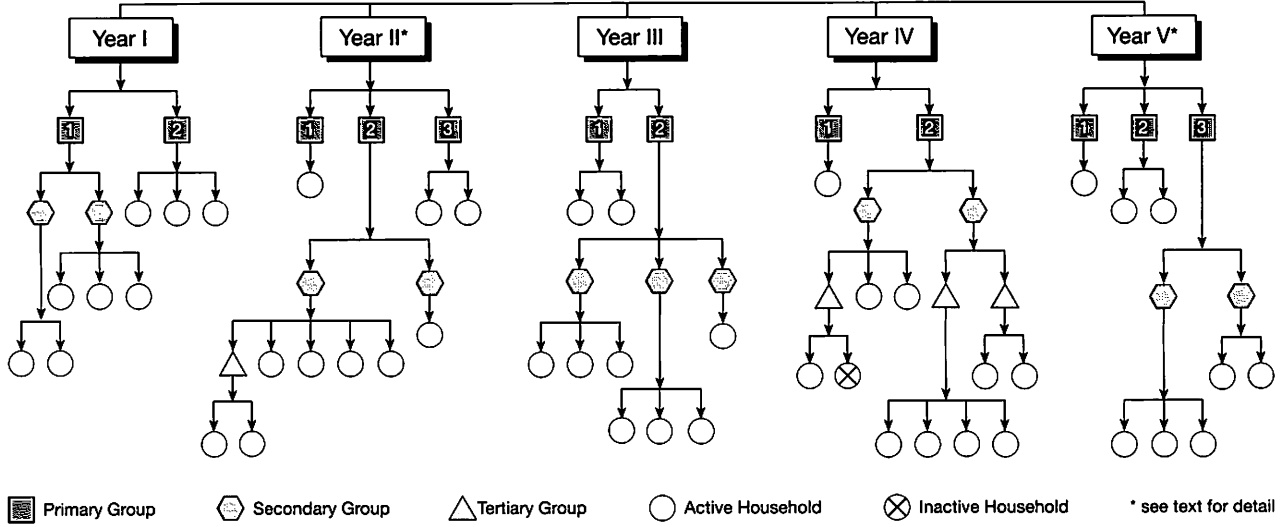 Year I
Year II*
Year III
Year IV
Year V*
1
2
1
2
3
1
2
1
2
1
2
3
Primary Group
Secondary Group
Tertiary Group
Active Household
Inactive Household
* see text for detail